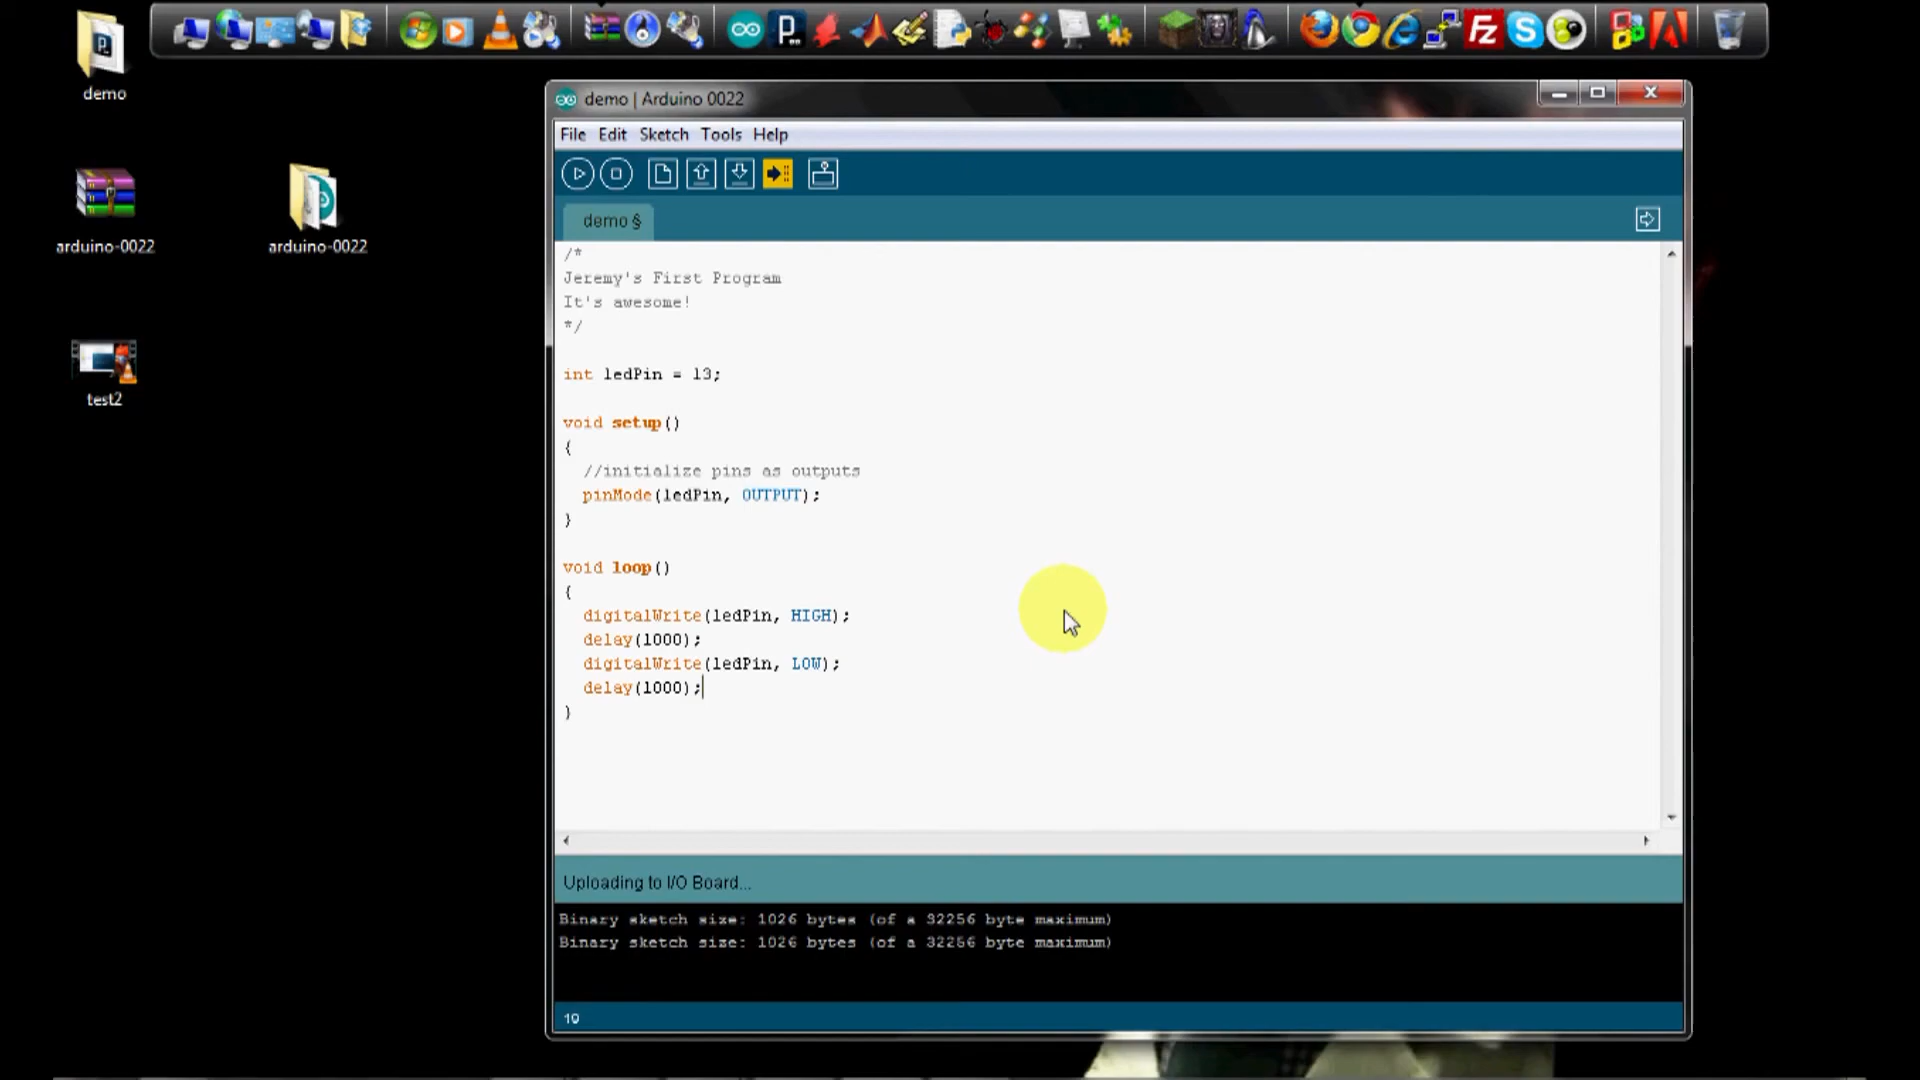 demo
arduino-0022
arduino-0022
test2
demo | Arduino 0022
File Edit Sketch Tools Help
demo §
/*
Jeremy's First Program
It's awesome!
*/
int ledPin = 13;
void setup()
{
//initialize pins as outputs
pinMode(ledPin, OUTPUT);
}
void loop()
{
digitalWrite(ledPin, HIGH);
delay(1000);
digitalWrite(ledPin, LOW);
delay(1000);
}
Uploading to I/O Board...
Binary sketch size: 1026 bytes (of a 32256 byte maximum)
Binary sketch size: 1026 bytes (of a 32256 byte maximum)
19